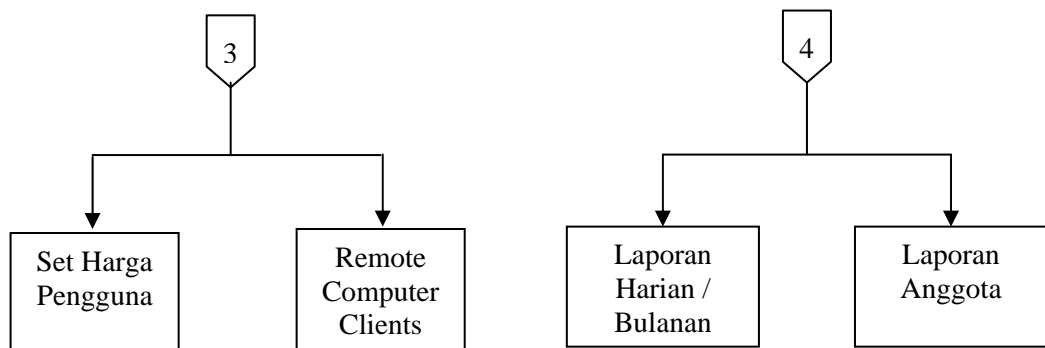 3
4
Set Harga
Pengguna
Remote
Computer
Clients
Laporan
Harian /
Bulanan
Laporan
Anggota